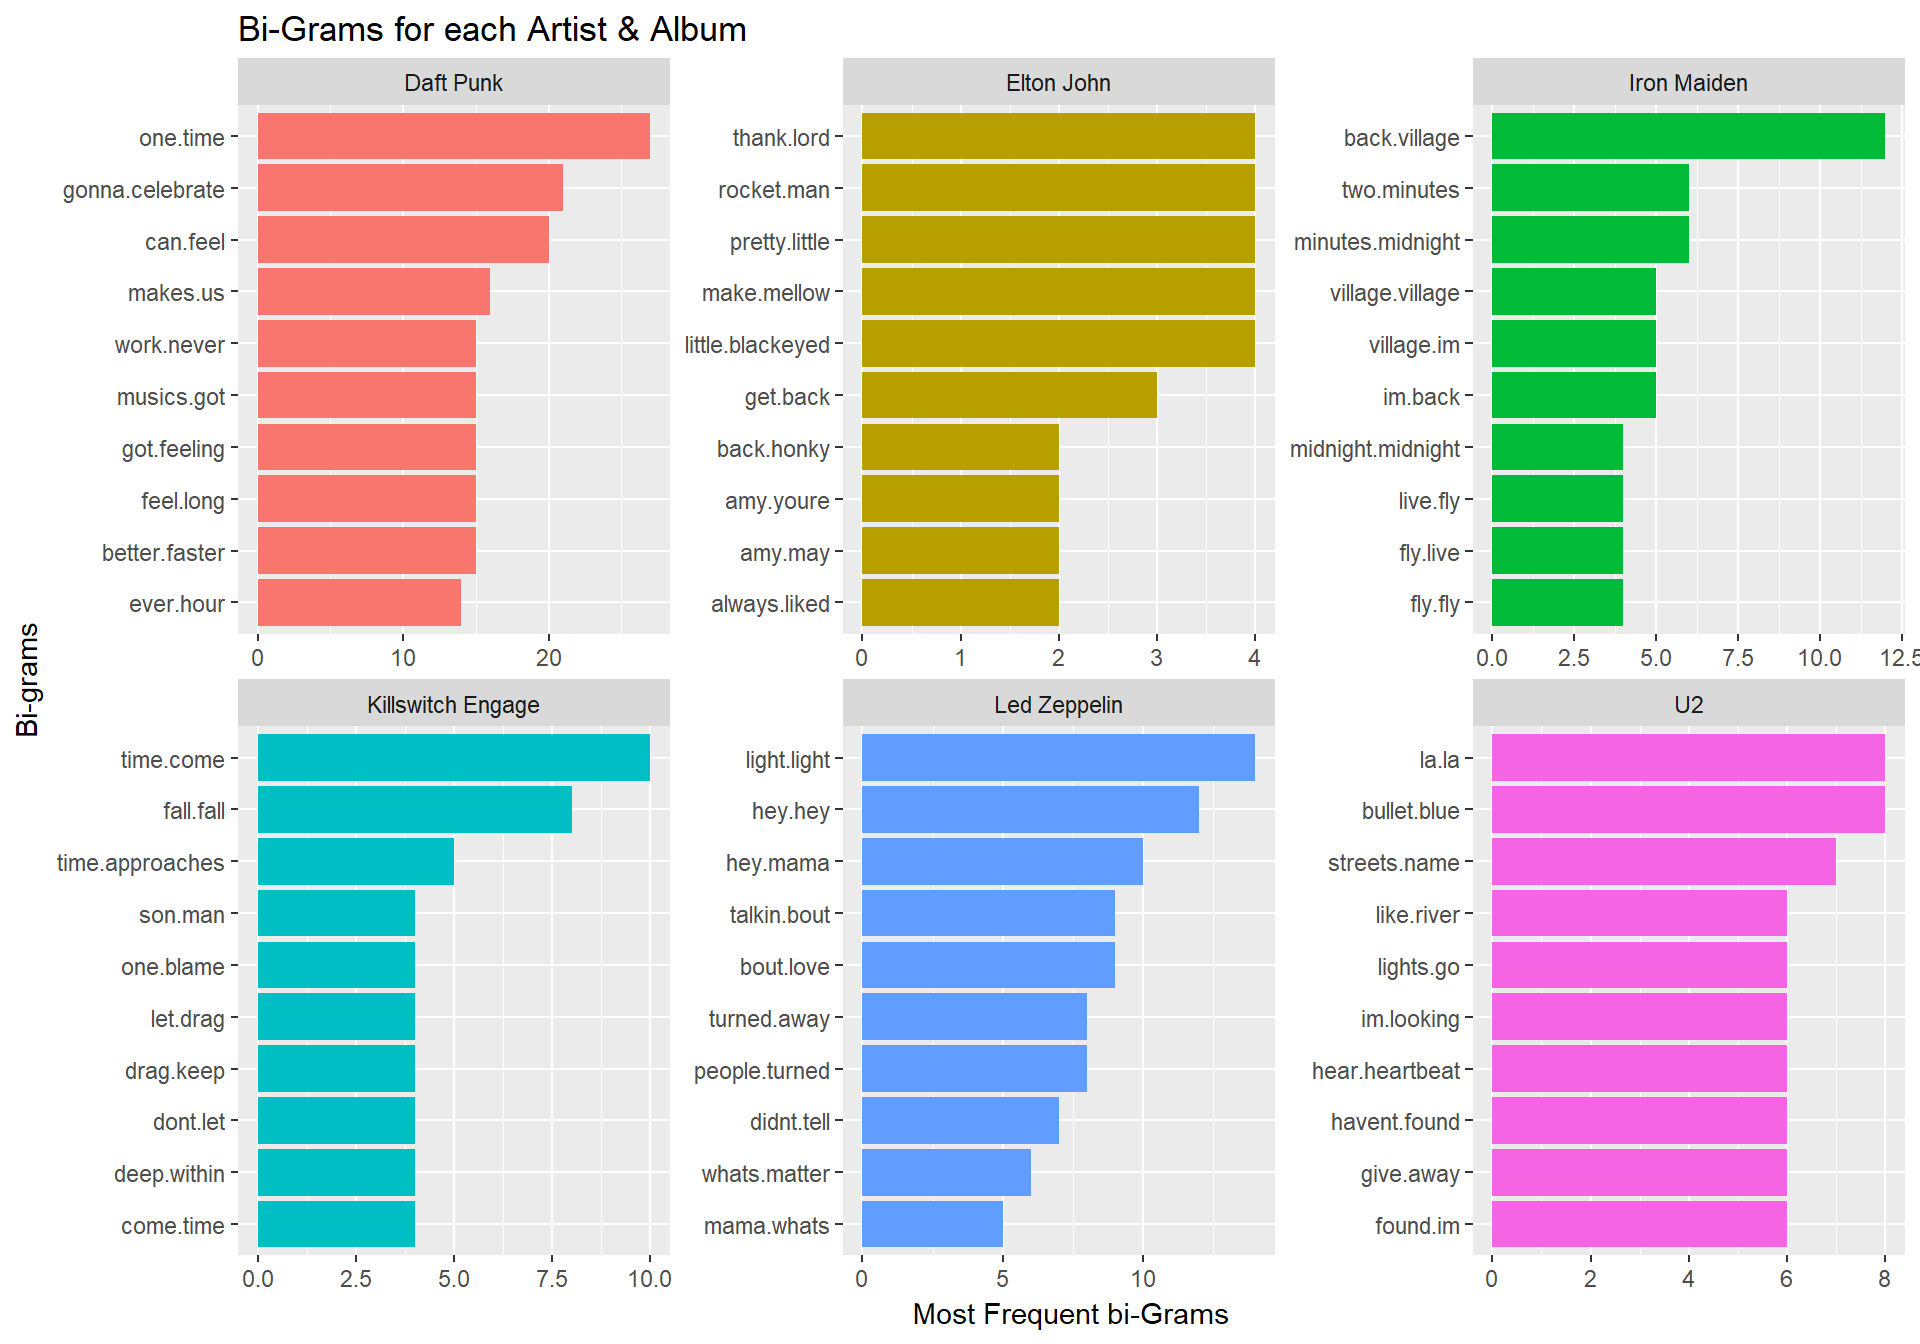 Bi-Grams for each Artist & Album
Bi-grams
Daft Punk
one.time
gonna.celebrate
can.feel
makes.us
work.never
musics.got
got.feeling
feel.long
better.faster
ever.hour
0 10 20
Elton John
thank.lord
rocket.man
pretty.little
make.mellow
little.blackeyed
get.back
back.honky
amy.youre
amy.may
always.liked
0 1 2 3 4
Iron Maiden
back.village
two.minutes
minutes.midnight
village.village
village.im
im.back
midnight.midnight
live.fly
fly.live
fly.fly
0.0 2.5 5.0 7.5 10.0 12.5
Killswitch Engage
time.come
fall.fall
time.approaches
son.man
one.blame
let.drag
drag.keep
dont.let
deep.within
come.time
0.0 2.5 5.0 7.5 10.0
Led Zeppelin
light.light
hey.hey
hey.mama
talkin.bout
bout.love
turned.away
people.turned
didnt.tell
whats.matter
mama.whats
0 5 10
U2
la.la
bullet.blue
streets.name
like.river
lights.go
im.looking
hear.heartbeat
havent.found
give.away
found.im
0 2 4 6 8
Most Frequent bi-Grams